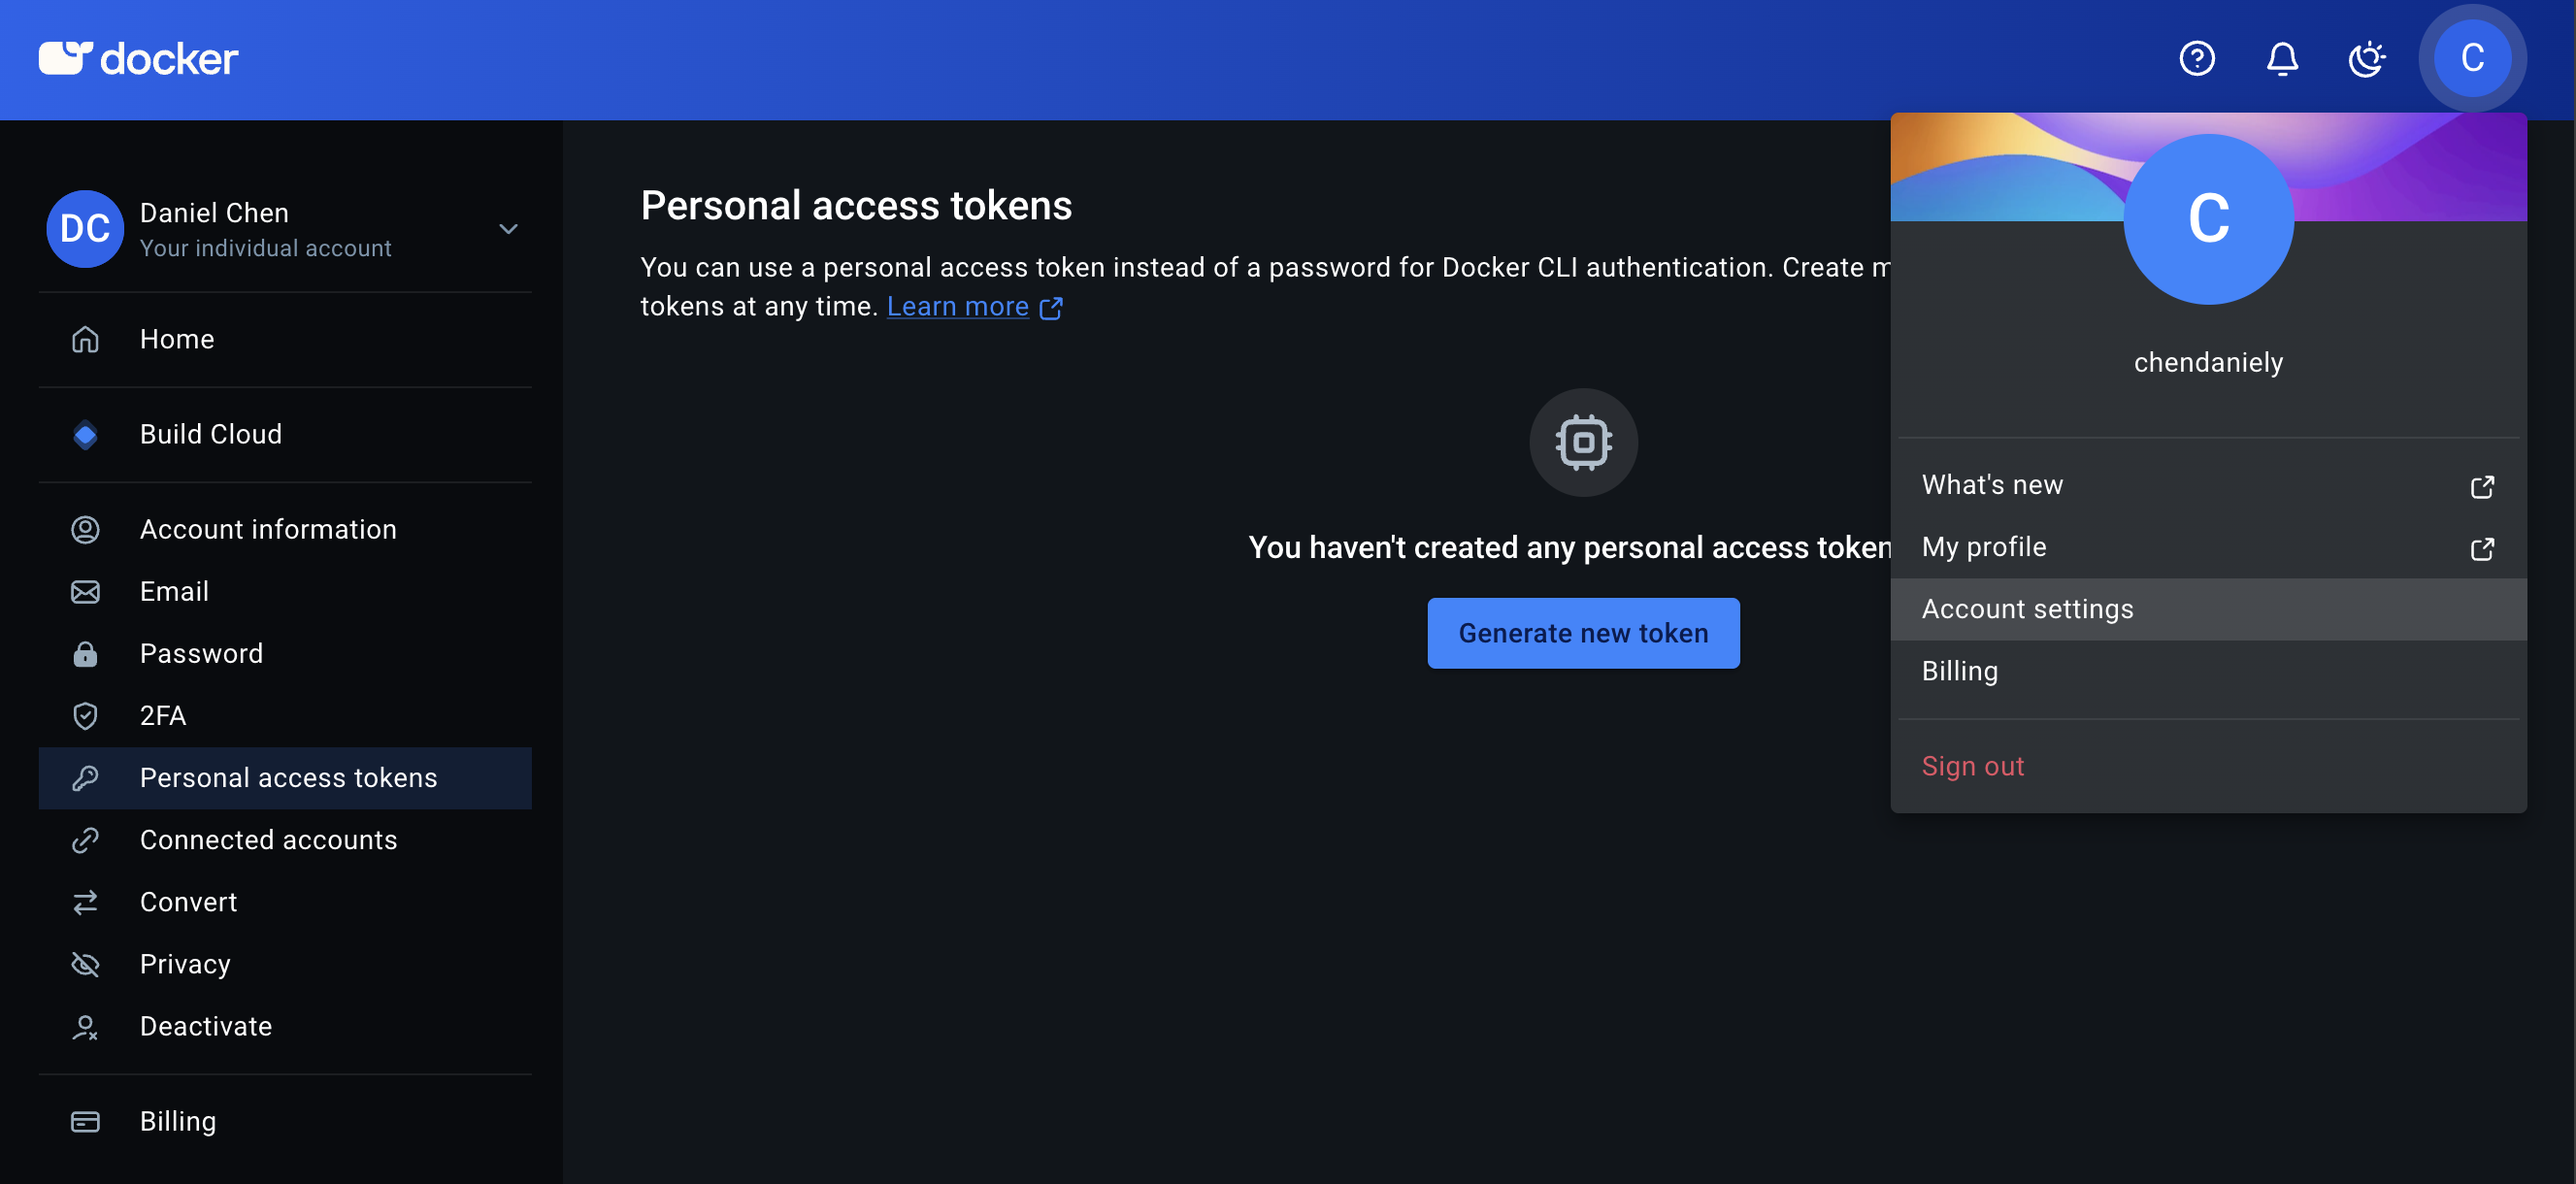 docker
C
DC
Daniel Chen
Your individual account
Home
Build Cloud
Account information
Email
Password
2FA
Personal access tokens
Connected accounts
Convert
Privacy
Deactivate
Billing
Personal access tokens
You can use a personal access token instead of a password for Docker CLI authentication. Create
tokens at any time. Learn more
You haven't created any personal access token
Generate new token
C
chendaniely
What's new
My profile
Account settings
Billing
Sign out